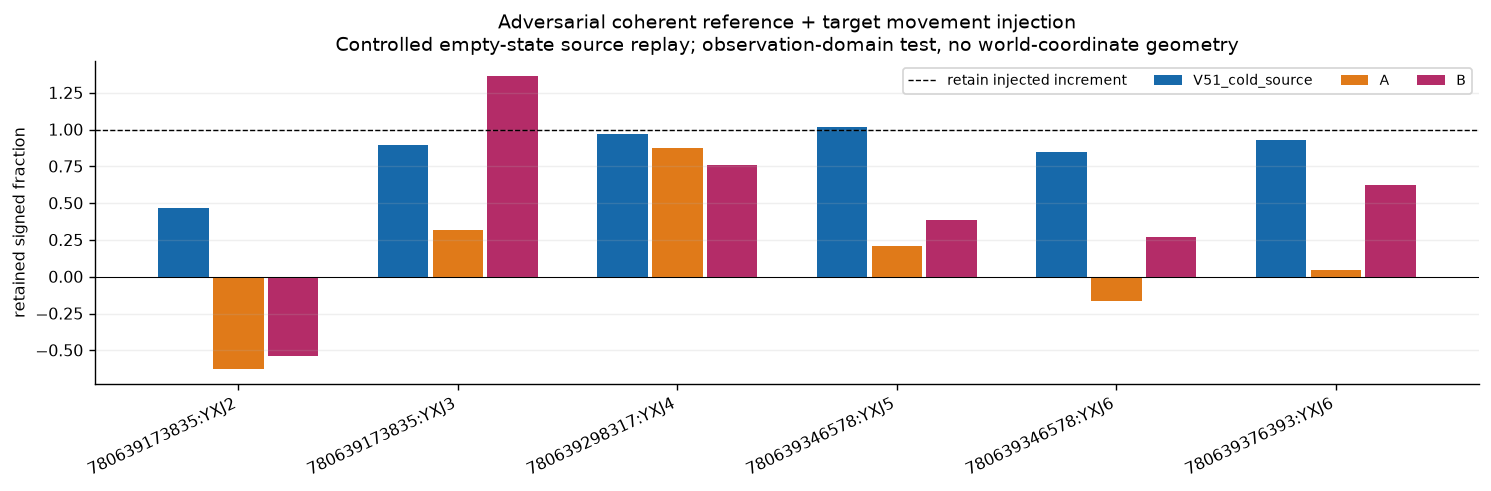 Adversarial coherent reference + target movement injection
Controlled empty-state source replay; observation-domain test, no world-coordinate geometry
retain injected increment
V51_cold_source
A
B
retained signed fraction
1.25
1.00
0.75
0.50
0.25
0.00
−0.25
−0.50
780639173835:YXJ2
780639173835:YXJ3
780639298317:YXJ4
780639346578:YXJ5
780639346578:YXJ6
780639376393:YXJ6